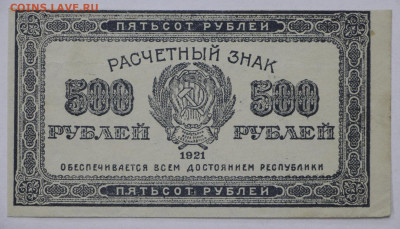 COINS.LAVE.RU
ПЯТЬСОТ РУБЛЕЙ
РАСЧЕТНЫЙ ЗНАК
500 500
РУБЛЕЙ РУБЛЕЙ
1921
ОБЕСПЕЧИВАЕТСЯ ВСЕМ ДОСТОЯНИЕМ РЕСПУБЛИКИ
ПЯТЬСОТ РУБЛЕЙ